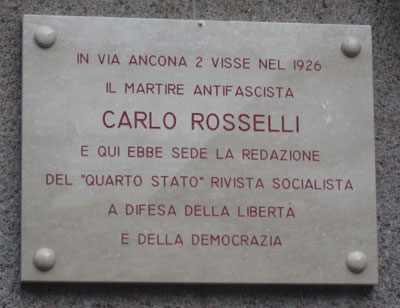 IN VIA ANCONA 2 VISSE NEL 1926
IL MARTIRE ANTIFASCISTA
CARLO ROSSELLI
E QUI EBBE SEDE LA REDAZIONE
DEL "QUARTO STATO" RIVISTA SOCIALISTA
A DIFESA DELLA LIBERTÀ
E DELLA DEMOCRAZIA